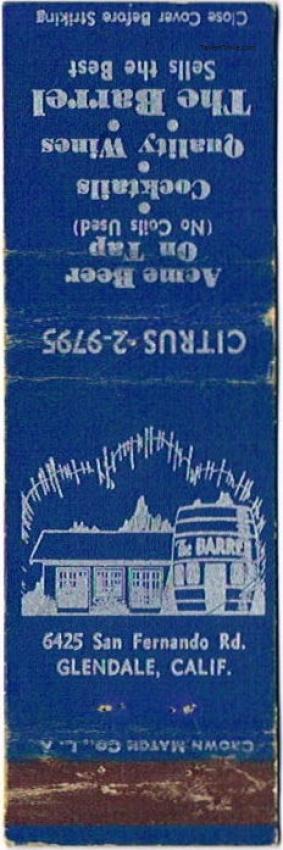 CITRUS-2-9795
Acme Beer
On Tap
(No Coils Used)
•
Cocktails
•
Quality Wines
•
The Barrel
Sells the Best
Close Cover Before Striking
The BARRE
6425 San Fernando Rd.
GLENDALE, CALIF.
CROWN MATCH CO., L. A